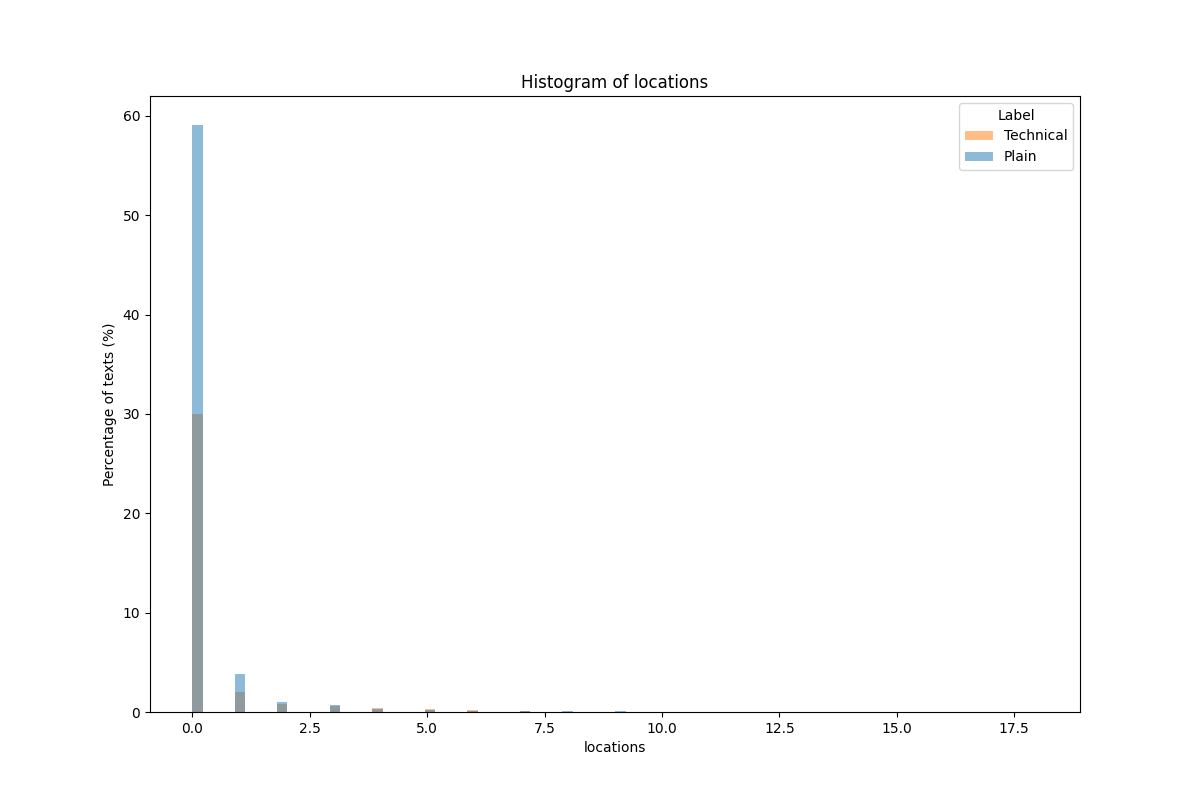 Histogram of locations
Label
Technical
Plain
Percentage of texts (%)
60
50
40
30
20
10
0
0.0 2.5 5.0 7.5 10.0 12.5 15.0 17.5
locations